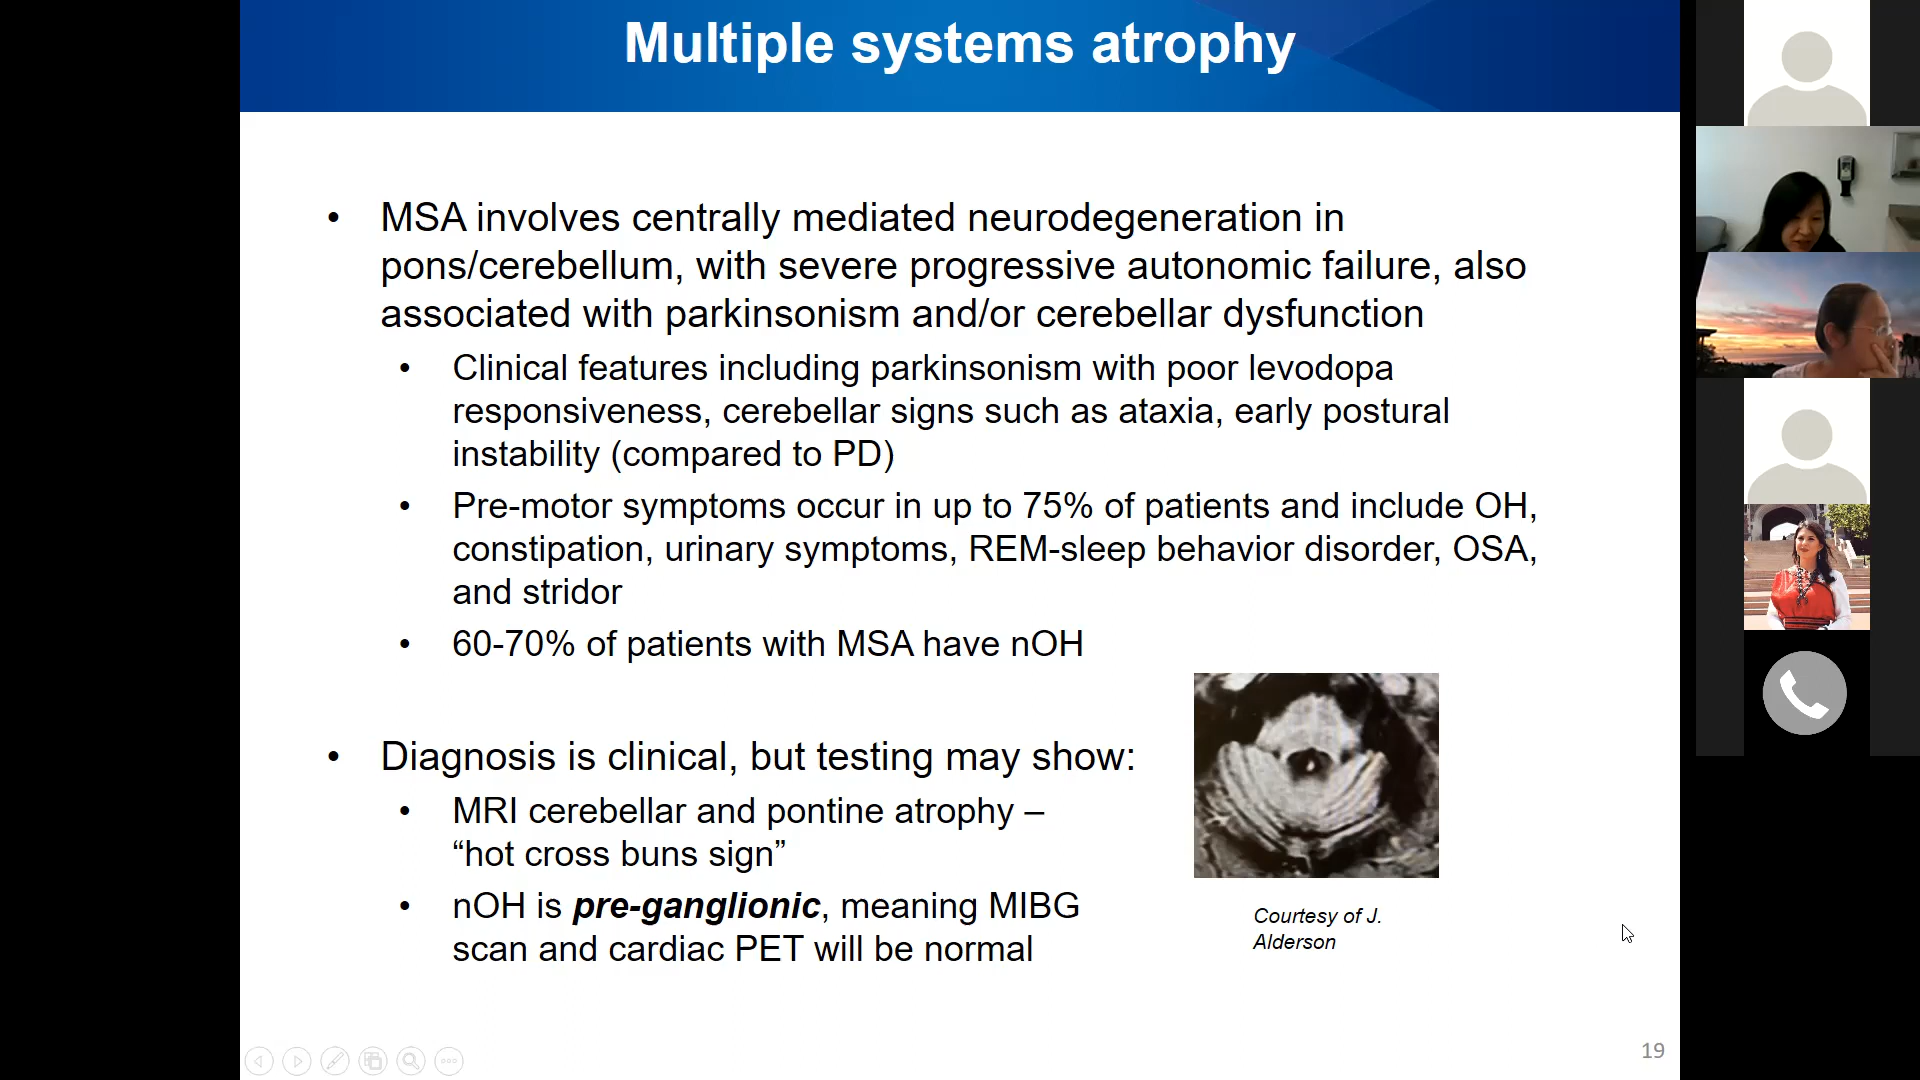 Multiple systems atrophy
• MSA involves centrally mediated neurodegeneration in
pons/cerebellum, with severe progressive autonomic failure, also
associated with parkinsonism and/or cerebellar dysfunction
• Clinical features including parkinsonism with poor levodopa
responsiveness, cerebellar signs such as ataxia, early postural
instability (compared to PD)
• Pre-motor symptoms occur in up to 75% of patients and include OH,
constipation, urinary symptoms, REM-sleep behavior disorder, OSA,
and stridor
• 60-70% of patients with MSA have nOH
• Diagnosis is clinical, but testing may show:
• MRI cerebellar and pontine atrophy –
“hot cross buns sign”
• nOH is pre-ganglionic, meaning MIBG
scan and cardiac PET will be normal
Courtesy of J.
Alderson
19